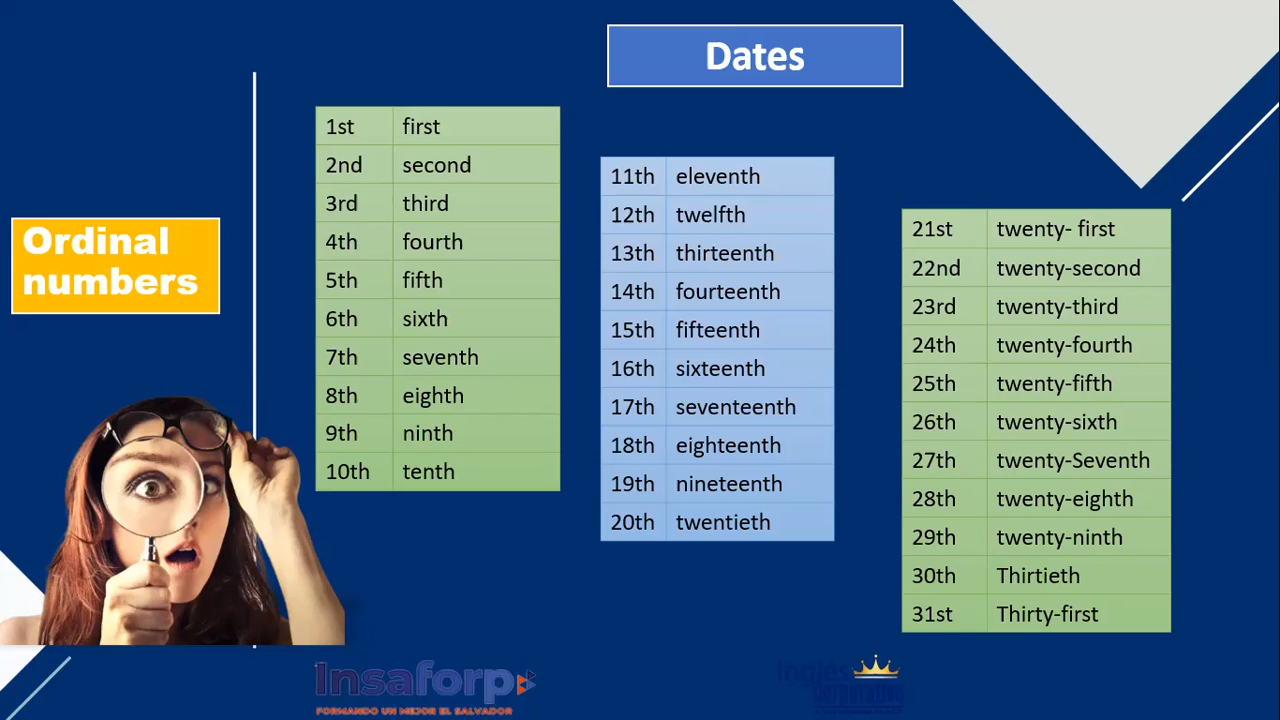 Dates
Ordinal
numbers
1st first
2nd second
3rd third
4th fourth
5th fifth
6th sixth
7th seventh
8th eighth
9th ninth
10th tenth
11th eleventh
12th twelfth
13th thirteenth
14th fourteenth
15th fifteenth
16th sixteenth
17th seventeenth
18th eighteenth
19th nineteenth
20th twentieth
21st twenty- first
22nd twenty-second
23rd twenty-third
24th twenty-fourth
25th twenty-fifth
26th twenty-sixth
27th twenty-Seventh
28th twenty-eighth
29th twenty-ninth
30th Thirtieth
31st Thirty-first
Insaforp
FORMANDO UN MEJOR EL SALVADOR
Inglés
Corporativo